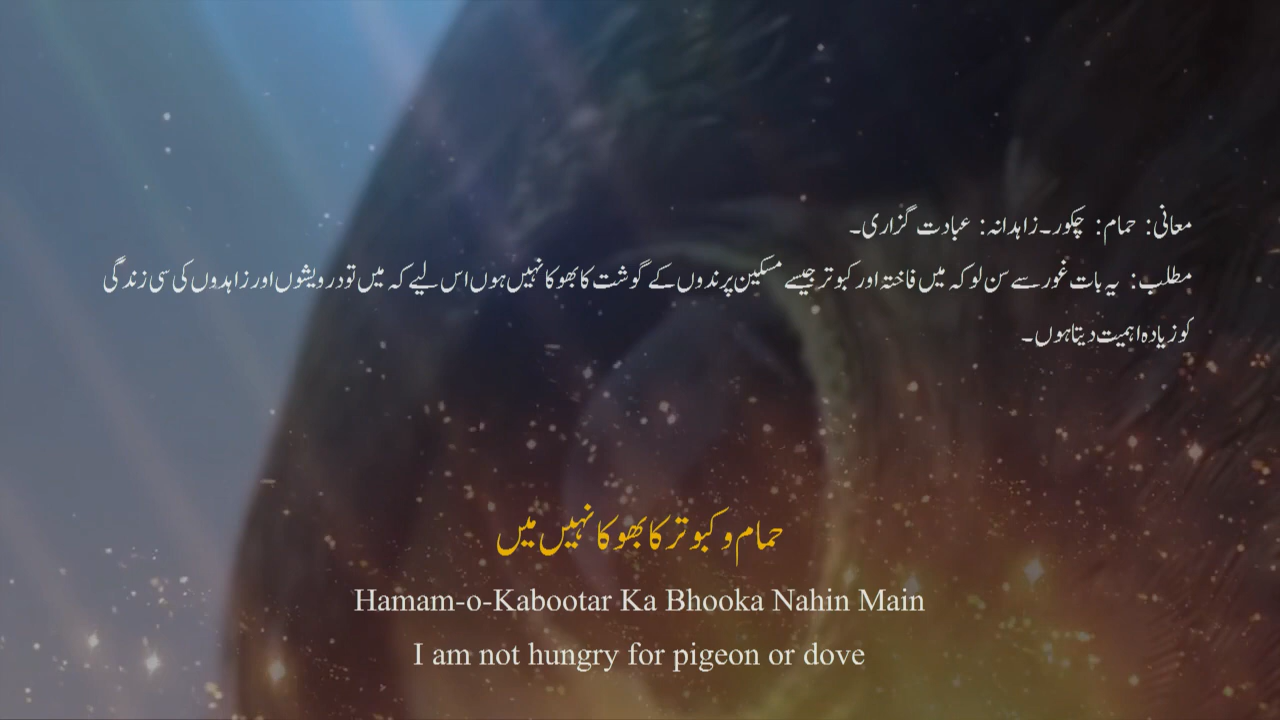 معانی: حمام: چکور۔زاہدانہ: عبادت گزاری۔
مطلب: یہ بات غور سے سن لو کہ میں فاختہ اور کبوتر جیسے مسکین پرندوں کے گوشت کا بھوکا نہیں ہوں اس لیے کہ میں تو درویشوں اور زاہدوں کی سی زندگی
کو زیادہ اہمیت دیتا ہوں۔
حمام و کبوتر کا بھوکا نہیں میں
Hamam-o-Kabootar Ka Bhooka Nahin Main
I am not hungry for pigeon or dove